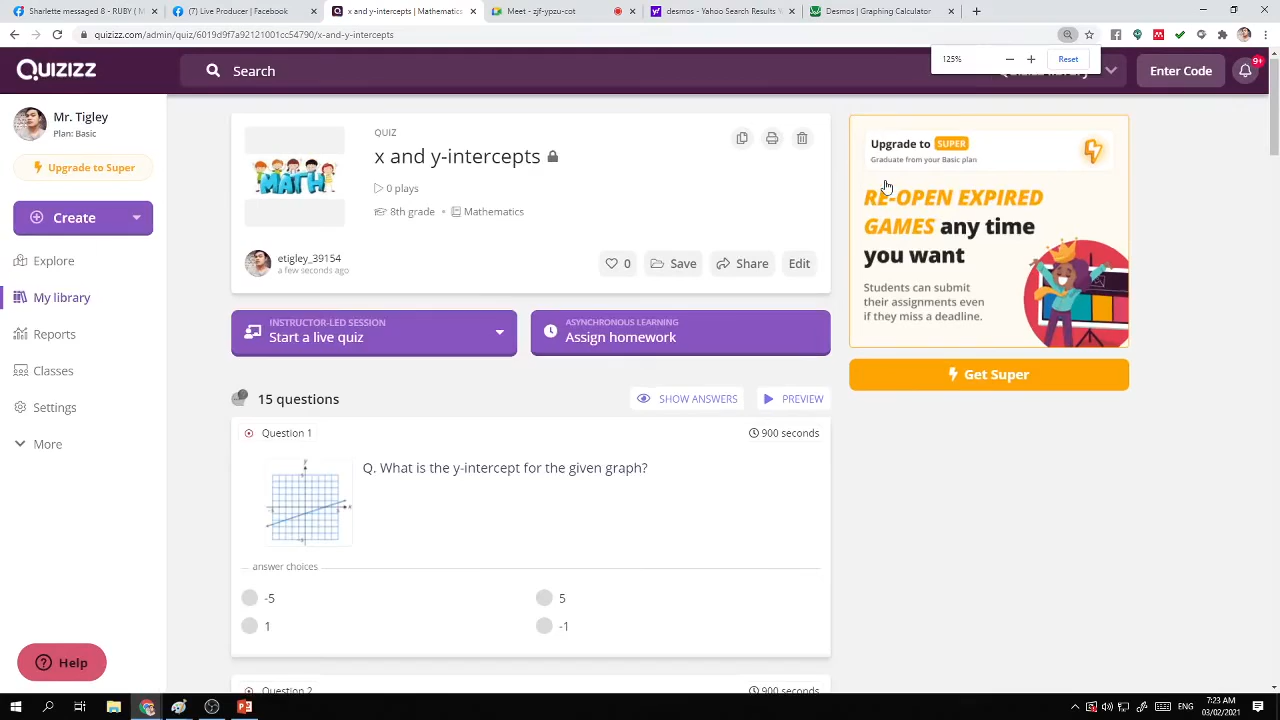 8 Facebook
(7) Live Producer | Facebook
x and y-intercepts | Mathematics
Meet - zjf-ypzu-cot
desmos - Yahoo Search Results
Desmos | Graphing Calculator
quizizz.com/admin/quiz/6019d9f7a92121001cc54790/x-and-y-intercepts
125%
Reset
QUIZIZZ
Search
Enter Code
9+
Mr. Tigley
Plan: Basic
Upgrade to Super
Create
Explore
My library
Reports
Classes
Settings
More
Help
MATH
QUIZ
x and y-intercepts
0 plays
8th grade • Mathematics
etigley_39154
a few seconds ago
0
Save
Share
Edit
INSTRUCTOR-LED SESSION
Start a live quiz
ASYNCHRONOUS LEARNING
Assign homework
15 questions
SHOW ANSWERS
PREVIEW
Question 1
900 seconds
Q. What is the y-intercept for the given graph?
answer choices
-5
5
1
-1
Question 2
900 seconds
Upgrade to SUPER
Graduate from your Basic plan
RE-OPEN EXPIRED
GAMES any time
you want
Students can submit
their assignments even
if they miss a deadline.
Get Super
ENG
7:23 AM
03/02/2021